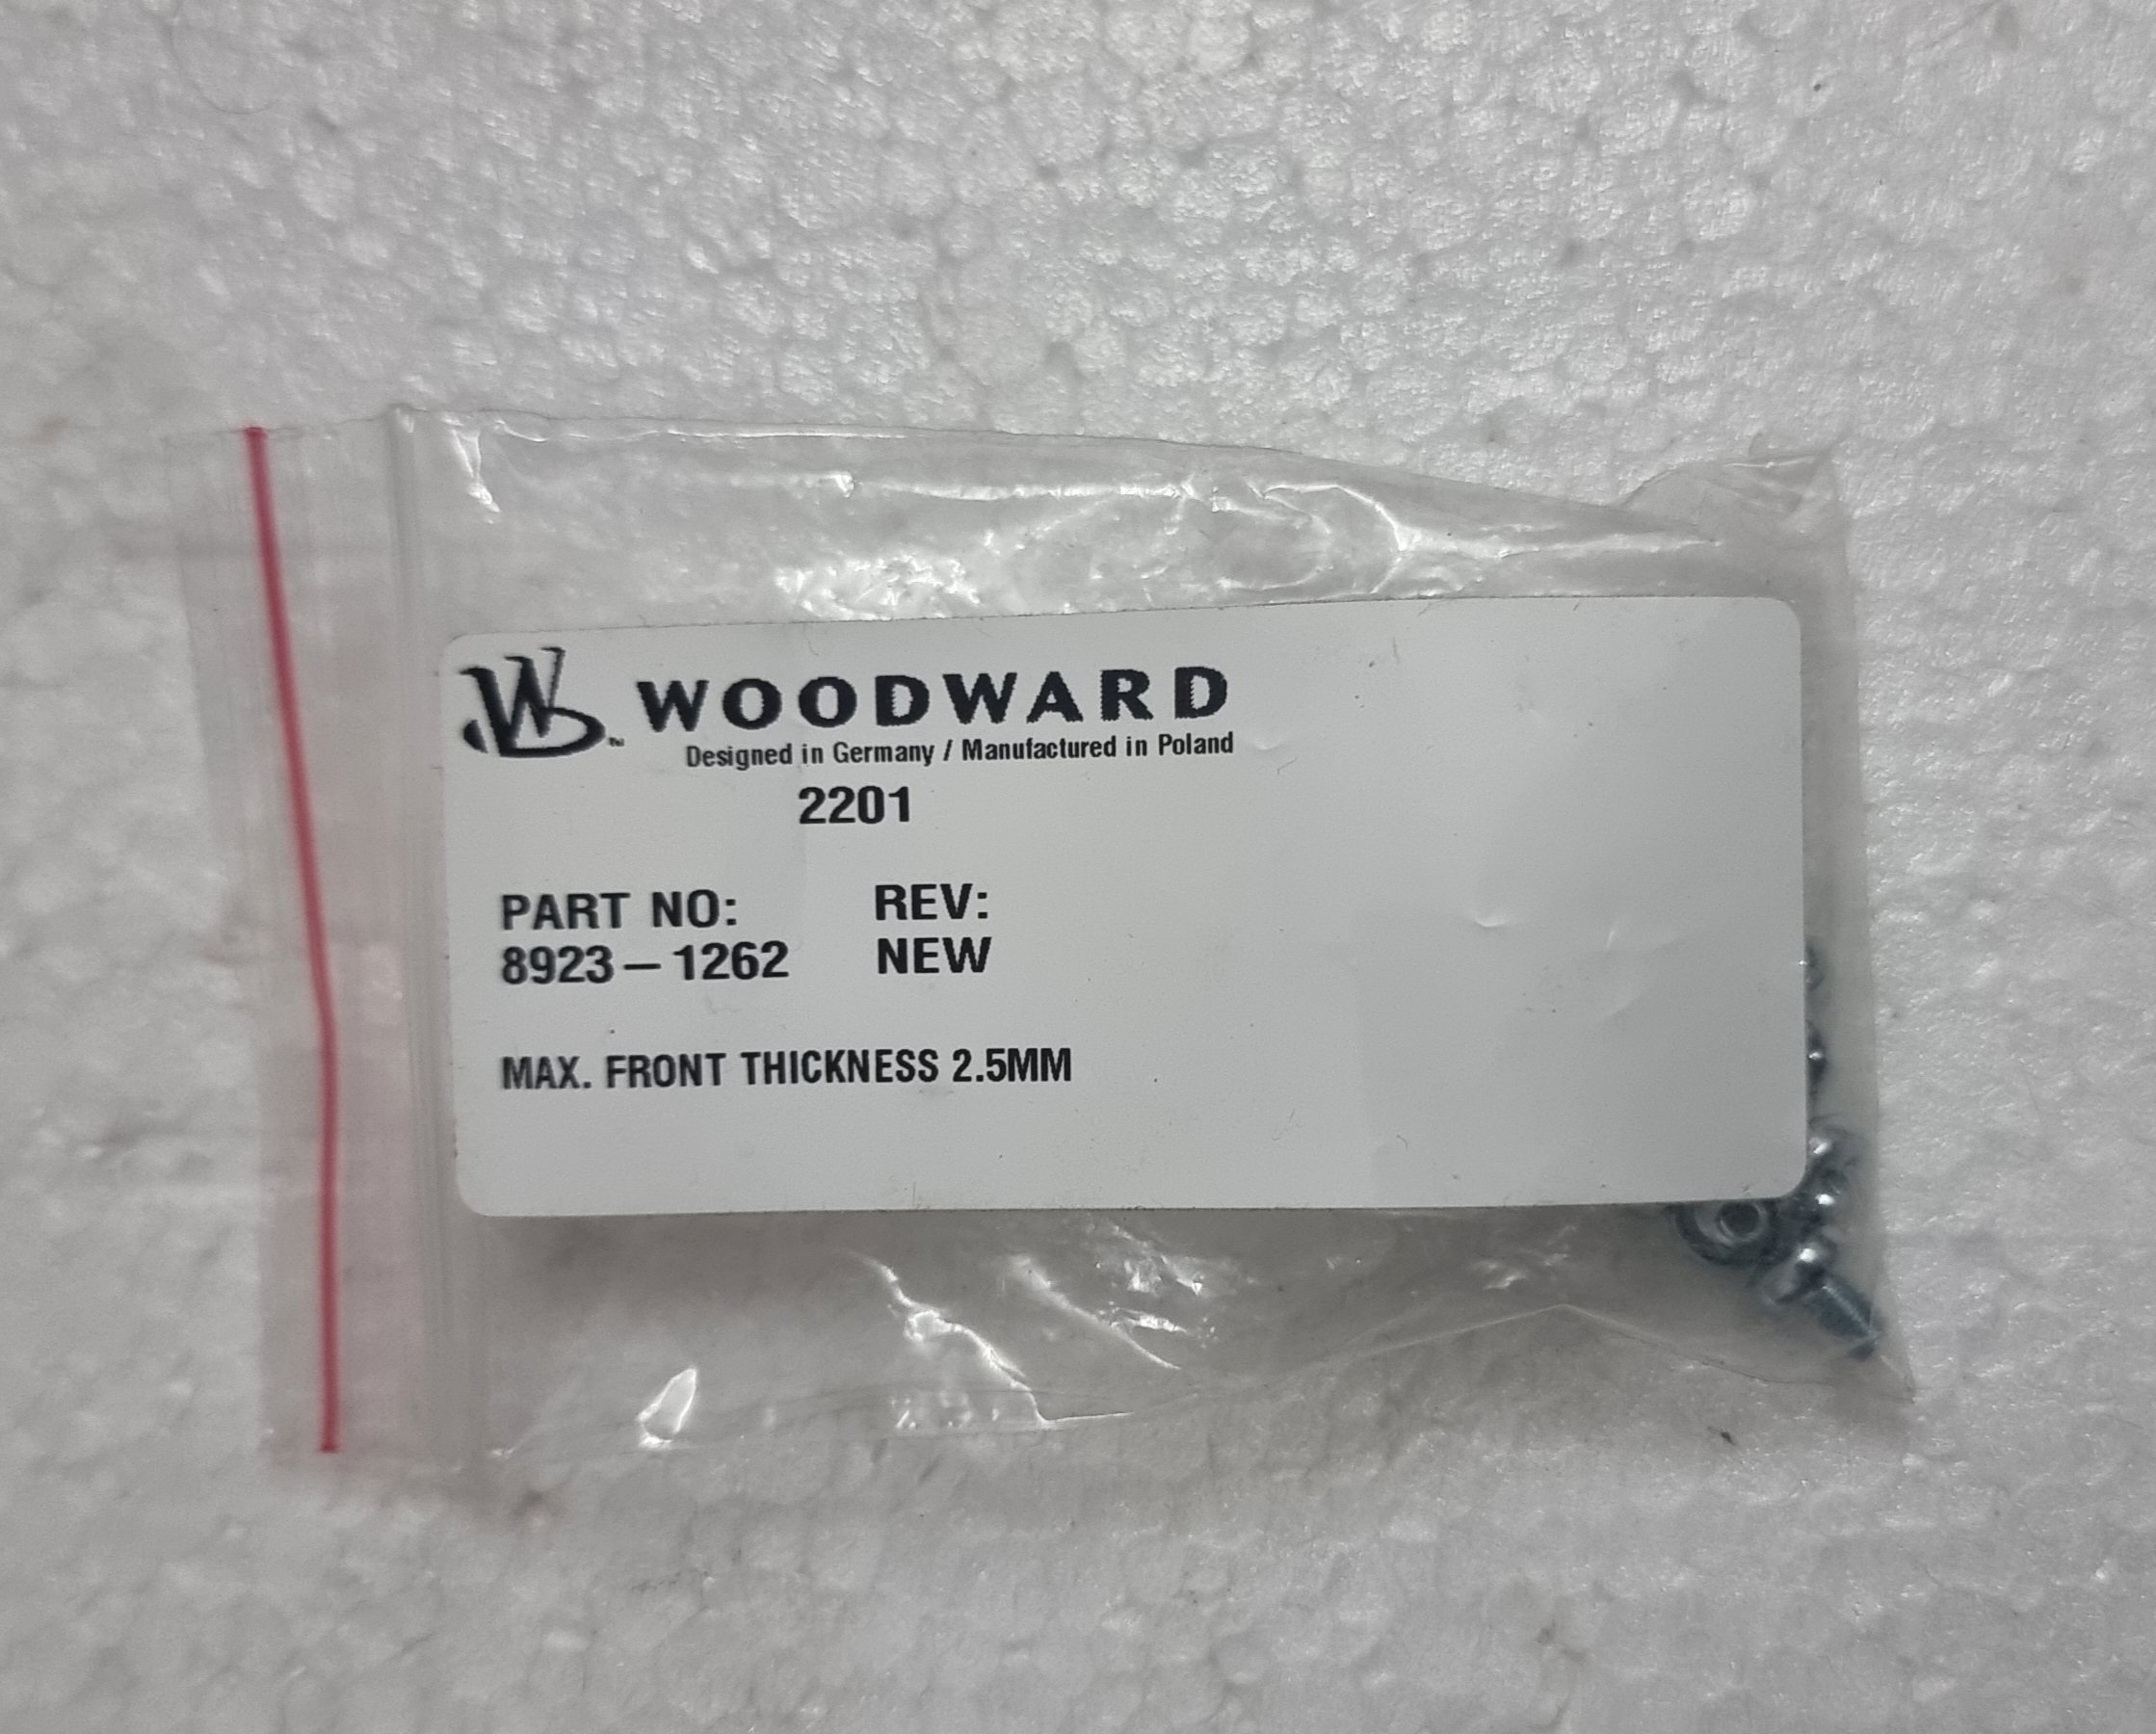 WOODWARD
Designed in Germany / Manufactured in Poland
2201
PART NO: REV:
8923-1262 NEW
MAX. FRONT THICKNESS 2.5MM